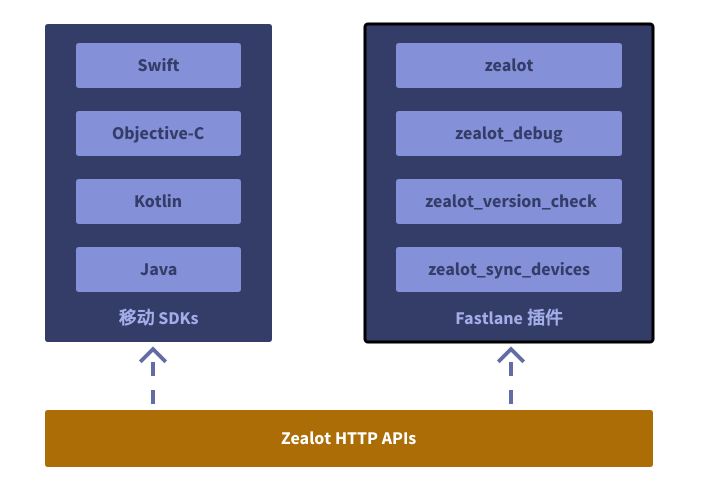 Swift
Objective-C
Kotlin
Java
移动 SDKs
zealot
zealot_debug
zealot_version_check
zealot_sync_devices
Fastlane 插件
Zealot HTTP APIs